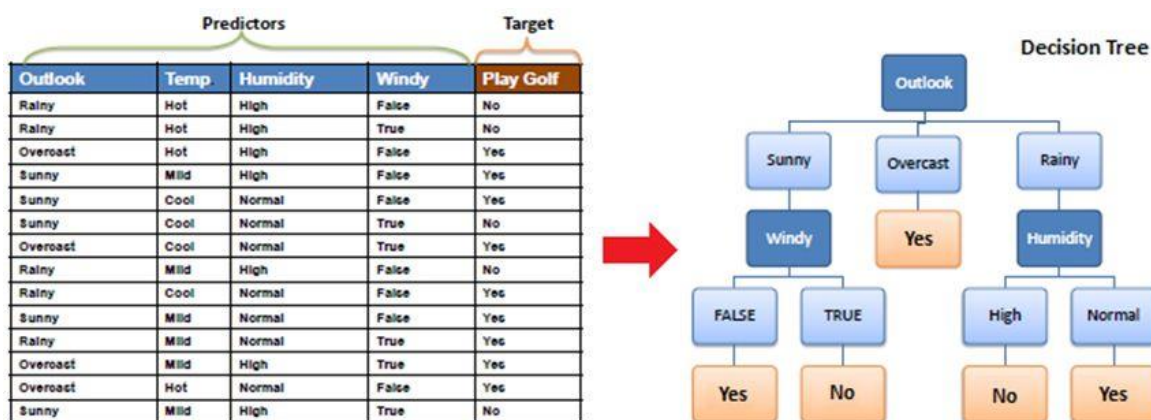 Predictors Target
Outlook Temp. Humidity Windy Play Golf
Rainy Hot High False No
Rainy Hot High True No
Overcast Hot High False Yes
Sunny Mild High False Yes
Sunny Cool Normal False Yes
Sunny Cool Normal True No
Overcast Cool Normal True Yes
Rainy Mild High False No
Rainy Cool Normal False Yes
Sunny Mild Normal False Yes
Rainy Mild Normal True Yes
Overcast Mild High True Yes
Overcast Hot Normal False Yes
Sunny Mild High True No
Decision Tree
Outlook
Sunny Overcast Rainy
Windy Yes Humidity
FALSE TRUE High Normal
Yes No No Yes